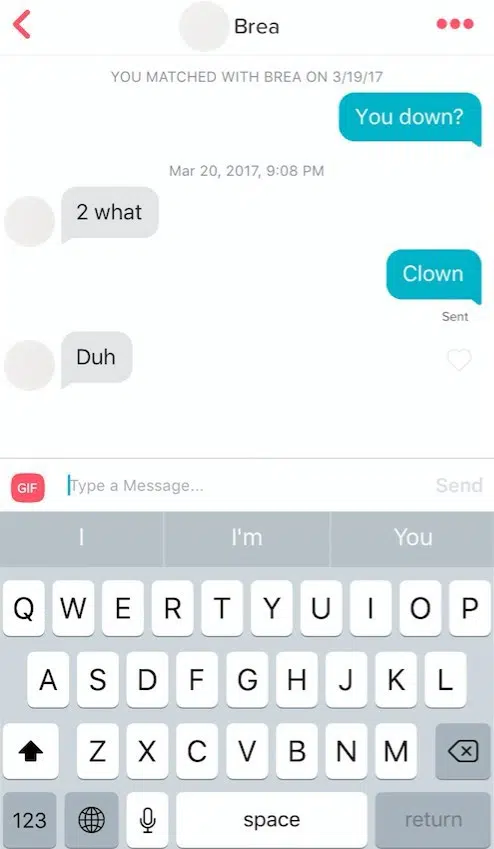 Brea
YOU MATCHED WITH BREA ON 3/19/17
You down?
Mar 20, 2017, 9:08 PM
2 what
Clown
Sent
Duh
GIF
Type a Message...
Send
I I'm You
Q W E R T Y U I O P
A S D F G H J K L
Z X C V B N M
123 space return